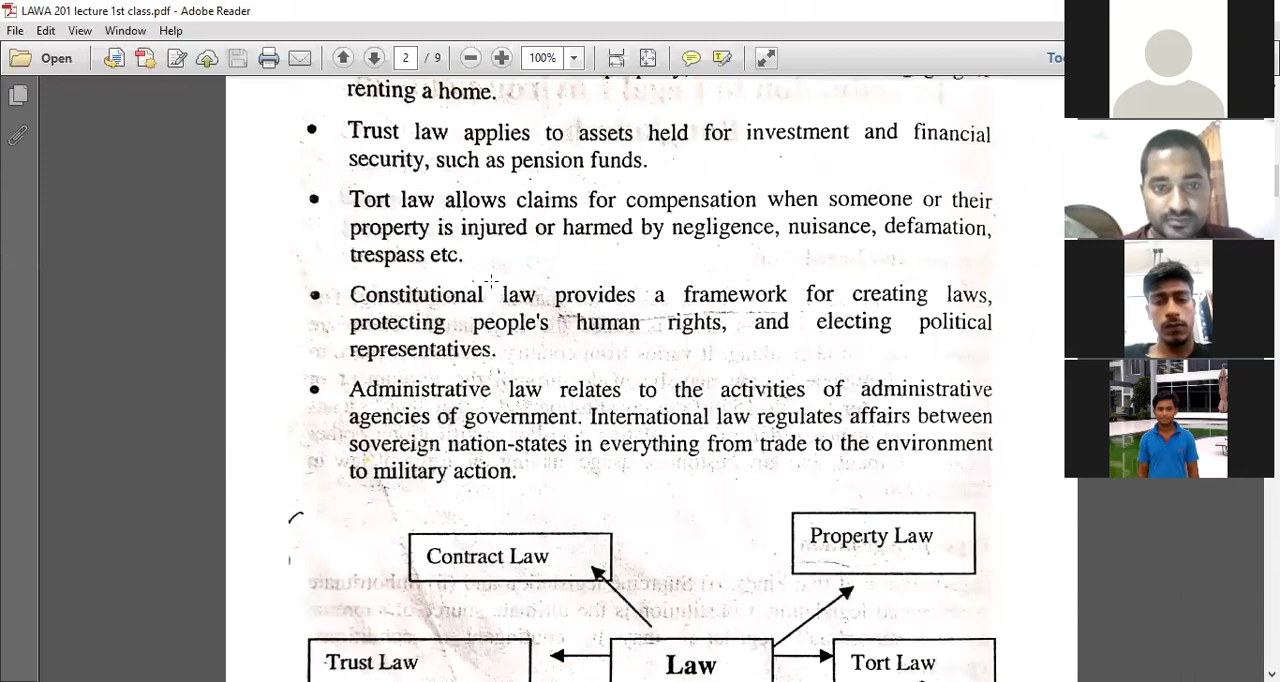 LAWA 201 lecture 1st class.pdf - Adobe Reader
File Edit View Window Help
Open 2 / 9 100%
renting a home.
• Trust law applies to assets held for investment and financial
security, such as pension funds.
• Tort law allows claims for compensation when someone or their
property is injured or harmed by negligence, nuisance, defamation,
trespass etc.
• Constitutional law provides a framework for creating laws,
protecting people's human rights, and electing political
representatives.
• Administrative law relates to the activities of administrative
agencies of government. International law regulates affairs between
sovereign nation-states in everything from trade to the environment
to military action.
Contract Law
Property Law
Trust Law
Law
Tort Law